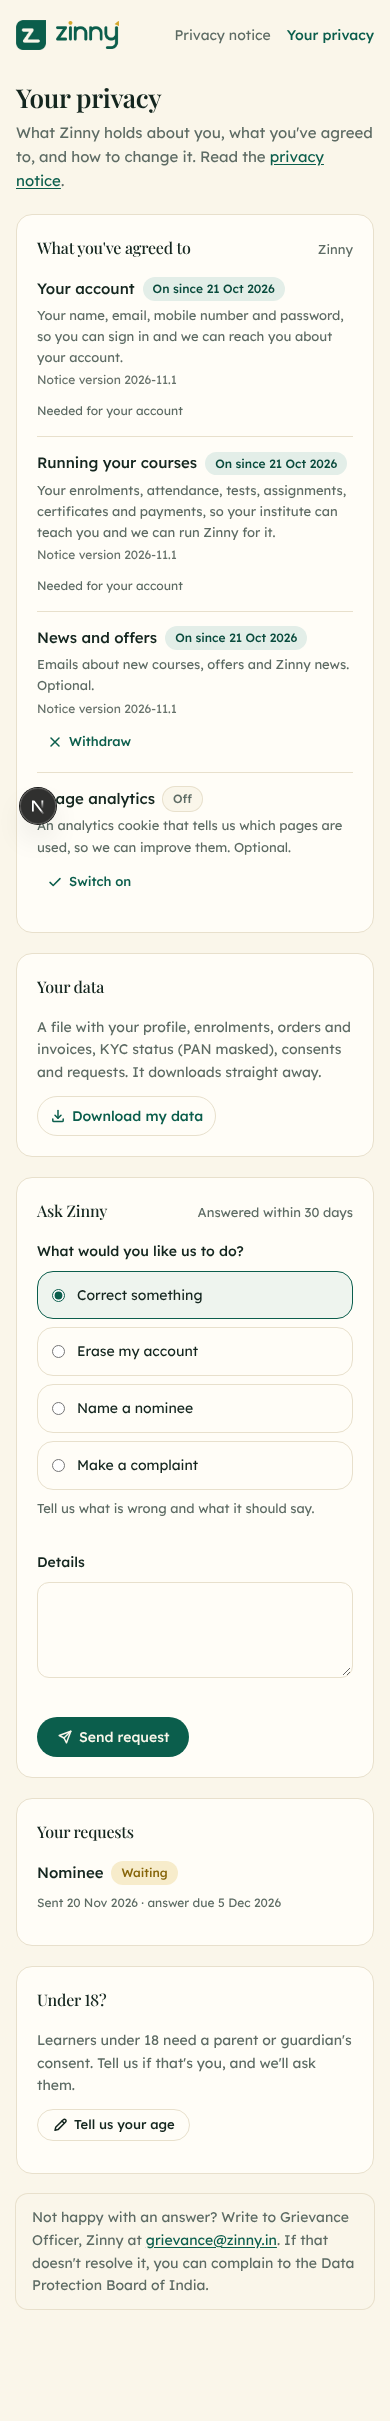 zinny
Privacy notice
Your privacy
Your privacy
What Zinny holds about you, what you've agreed
to, and how to change it. Read the privacy
notice.
What you've agreed to
Zinny
Your account
On since 21 Oct 2026
Your name, email, mobile number and password,
so you can sign in and we can reach you about
your account.
Notice version 2026-11.1
Needed for your account
Running your courses
On since 21 Oct 2026
Your enrolments, attendance, tests, assignments,
certificates and payments, so your institute can
teach you and we can run Zinny for it.
Notice version 2026-11.1
Needed for your account
News and offers
On since 21 Oct 2026
Emails about new courses, offers and Zinny news.
Optional.
Notice version 2026-11.1
Withdraw
N
age analytics
Off
An analytics cookie that tells us which pages are
used, so we can improve them. Optional.
Switch on
Your data
A file with your profile, enrolments, orders and
invoices, KYC status (PAN masked), consents
and requests. It downloads straight away.
Download my data
Ask Zinny
Answered within 30 days
What would you like us to do?
Correct something
Erase my account
Name a nominee
Make a complaint
Tell us what is wrong and what it should say.
Details
Send request
Your requests
Nominee
Waiting
Sent 20 Nov 2026 · answer due 5 Dec 2026
Under 18?
Learners under 18 need a parent or guardian's
consent. Tell us if that's you, and we'll ask
them.
Tell us your age
Not happy with an answer? Write to Grievance
Officer, Zinny at grievance@zinny.in. If that
doesn't resolve it, you can complain to the Data
Protection Board of India.